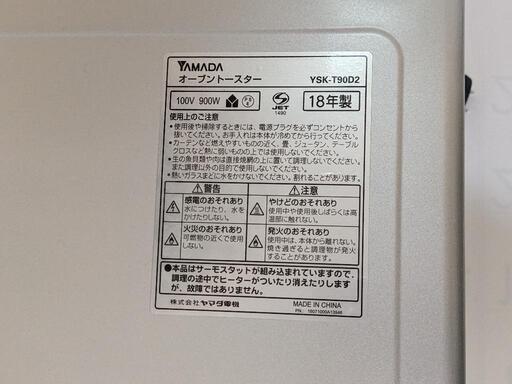 YAMADA
オーブントースター YSK-T90D2
100V 900W JET 1490 18年製
使用上のご注意
•使用後や掃除するときには、電源プラグを必ずコンセントから
抜いてください。お手入れは本体が冷めてから行ってください。
•カーテンなど燃えやすいものの近く、畳、ジュータン、テーブル
クロスなど熱に弱いものの上では使用しないでください。
•生の魚貝類や肉は直接焼網の上に置いて調理しないでください。
また調理以外の目的で使用しないでください。
•熱いガラスまどに水をかけないでください。割れることがあります。
⚠警告
感電のおそれあり
水につけたり、水を
かけたりしない。
火災のおそれあり
可燃物の近くで使用
しない。
⚠注意
やけどのおそれあり
使用中や使用後しばらくは高
温部に触れない。
発火のおそれあり
使用中は、本体から離れない。
焼き過ぎると調理物が発火す
ることがあります。
●本品はサーモスタットが組み込まれていますので、
調理の途中でヒーターがついたり消えたりします
が、故障ではありません。
株式会社ヤマダ電機 MADE IN CHINA